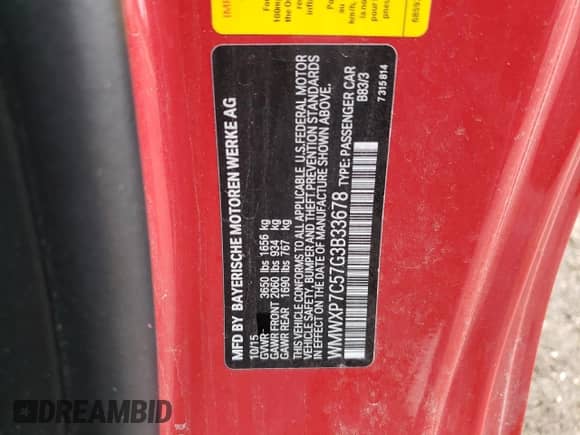 MFD BY BAYERISCHE MOTOREN WERKE AG
10/15
GVWR 3650 lbs 1656 kg
GAWR FRONT 2060 lbs 934 kg
GAWR REAR 1690 lbs 767 kg
THIS VEHICLE CONFORMS TO ALL APPLICABLE U.S. FEDERAL MOTOR
VEHICLE SAFETY, BUMPER AND THEFT PREVENTION STANDARDS
IN EFFECT ON THE DATE OF MANUFACTURE SHOWN ABOVE.
WMWXP7C57G3B33678 TYPE: PASSENGER CAR
B83/3
7315814
DREAMBID